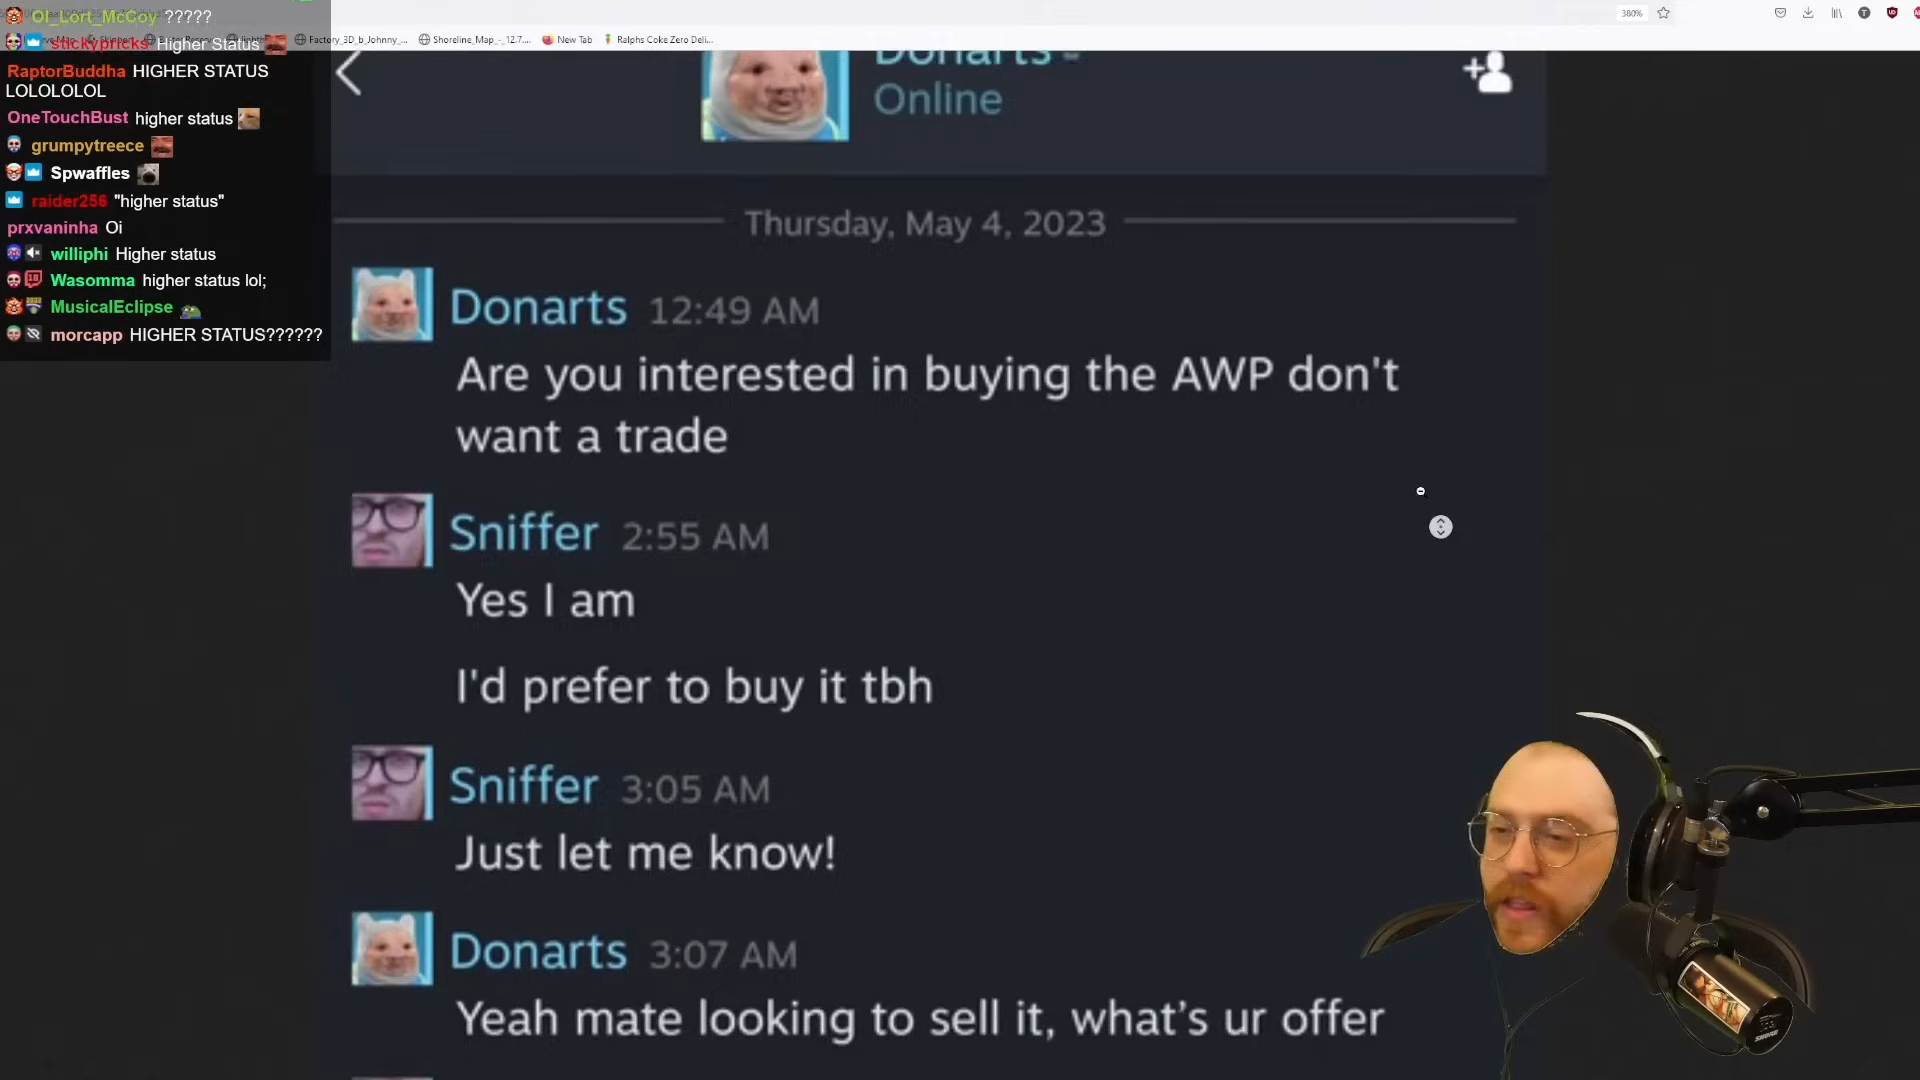 OI_Lort_McCoy ?????
stickypricks Higher Status
RaptorBuddha HIGHER STATUS
LOLOLOLOL
OneTouchBust higher status
grumpytreece
Spwaffles
raider256 "higher status"
prxvaninha Oi
williphi Higher status
Wasomma higher status lol;
MusicalEclipse
morcapp HIGHER STATUS??????
380%
Factory_3D_b_Johnny_...
Shoreline_Map_-_12.7....
New Tab
Ralphs Coke Zero Deli...
Donarts
Online
Thursday, May 4, 2023
Donarts 12:49 AM
Are you interested in buying the AWP don't
want a trade
Sniffer 2:55 AM
Yes I am
I'd prefer to buy it tbh
Sniffer 3:05 AM
Just let me know!
Donarts 3:07 AM
Yeah mate looking to sell it, what's ur offer
SHURE